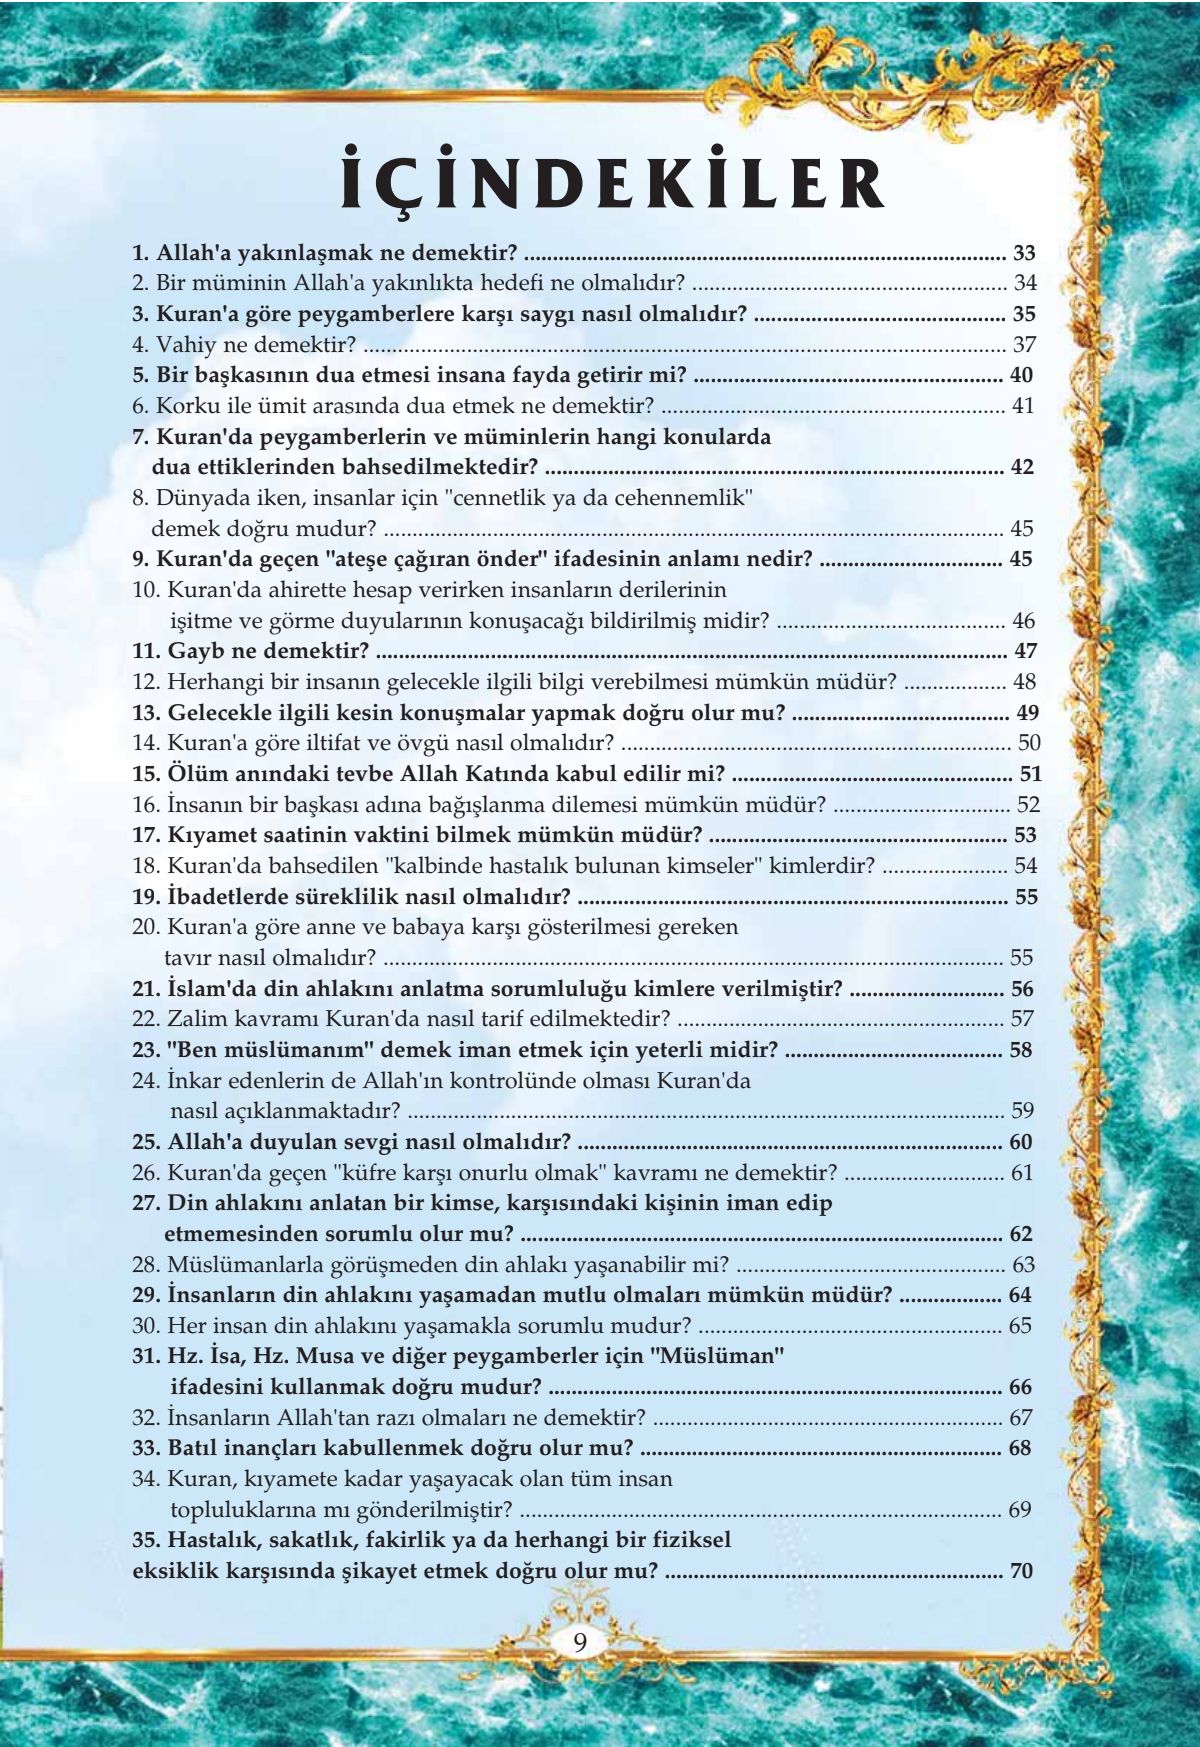 İÇİNDEKİLER
1. Allah'a yakınlaşmak ne demektir? .................................................................................... 33
2. Bir müminin Allah'a yakınlıkta hedefi ne olmalıdır? ....................................................... 34
3. Kuran'a göre peygamberlere karşı saygı nasıl olmalıdır? ............................................ 35
4. Vahiy ne demektir? ................................................................................................................ 37
5. Bir başkasının dua etmesi insana fayda getirir mi? ...................................................... 40
6. Korku ile ümit arasında dua etmek ne demektir? ............................................................ 41
7. Kuran'da peygamberlerin ve müminlerin hangi konularda
dua ettiklerinden bahsedilmektedir? ................................................................................ 42
8. Dünyada iken, insanlar için "cennetlik ya da cehennemlik"
demek doğru mudur? ............................................................................................................ 45
9. Kuran'da geçen "ateşe çağıran önder" ifadesinin anlamı nedir? ................................ 45
10. Kuran'da ahirette hesap verirken insanların derilerinin
işitme ve görme duyularının konuşacağı bildirilmiş midir? ........................................ 46
11. Gayb ne demektir? .............................................................................................................. 47
12. Herhangi bir insanın gelecekle ilgili bilgi verebilmesi mümkün müdür? .................. 48
13. Gelecekle ilgili kesin konuşmalar yapmak doğru olur mu? ...................................... 49
14. Kuran'a göre iltifat ve övgü nasıl olmalıdır? .................................................................... 50
15. Ölüm anındaki tevbe Allah Katında kabul edilir mi? ................................................. 51
16. İnsanın bir başkası adına bağışlanma dilemesi mümkün müdür? ............................... 52
17. Kıyamet saatinin vaktini bilmek mümkün müdür? .................................................... 53
18. Kuran'da bahsedilen "kalbinde hastalık bulunan kimseler" kimlerdir? ...................... 54
19. İbadetlerde süreklilik nasıl olmalıdır? ........................................................................... 55
20. Kuran'a göre anne ve babaya karşı gösterilmesi gereken
tavır nasıl olmalıdır? ............................................................................................................ 55
21. İslam'da din ahlakını anlatma sorumluluğu kimlere verilmiştir? ........................... 56
22. Zalim kavramı Kuran'da nasıl tarif edilmektedir? ......................................................... 57
23. "Ben müslümanım" demek iman etmek için yeterli midir? ...................................... 58
24. İnkar edenlerin de Allah'ın kontrolünde olması Kuran'da
nasıl açıklanmaktadır? ........................................................................................................ 59
25. Allah'a duyulan sevgi nasıl olmalıdır? .......................................................................... 60
26. Kuran'da geçen "küfre karşı onurlu olmak" kavramı ne demektir? ............................ 61
27. Din ahlakını anlatan bir kimse, karşısındaki kişinin iman edip
etmemesinden sorumlu olur mu? .................................................................................... 62
28. Müslümanlarla görüşmeden din ahlakı yaşanabilir mi? ............................................... 63
29. İnsanların din ahlakını yaşamadan mutlu olmaları mümkün müdür? .................. 64
30. Her insan din ahlakını yaşamakla sorumlu mudur? ..................................................... 65
31. Hz. İsa, Hz. Musa ve diğer peygamberler için "Müslüman"
ifadesini kullanmak doğru mudur? ............................................................................... 66
32. İnsanların Allah'tan razı olmaları ne demektir? ............................................................. 67
33. Batıl inançları kabullenmek doğru olur mu? ............................................................... 68
34. Kuran, kıyamete kadar yaşayacak olan tüm insan
topluluklarına mı gönderilmiştir? .................................................................................... 69
35. Hastalık, sakatlık, fakirlik ya da herhangi bir fiziksel
eksiklik karşısında şikayet etmek doğru olur mu? ........................................................... 70
9